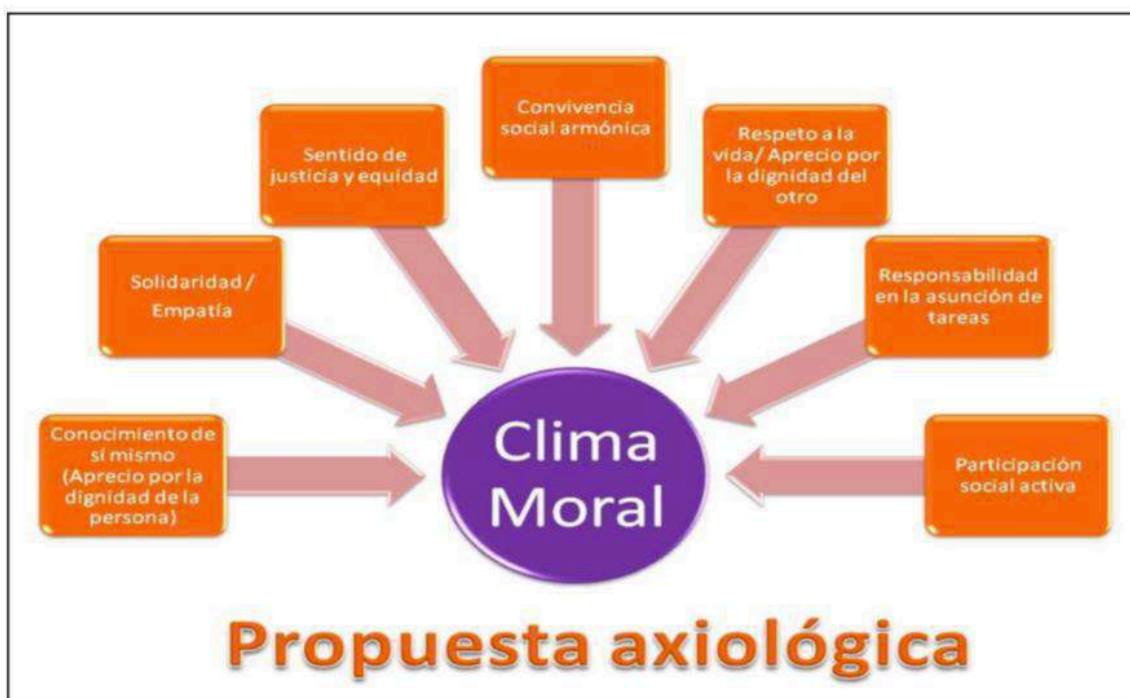 Convivencia
social armónica
Sentido de
justicia y equidad
Respeto a la
vida/ Aprecio por
la dignidad del
otro
Solidaridad /
Empatía
Responsabilidad
en la asunción de
tareas
Conocimiento de
sí mismo
(Aprecio por la
dignidad de la
persona)
Clima
Moral
Participación
social activa
Propuesta axiológica